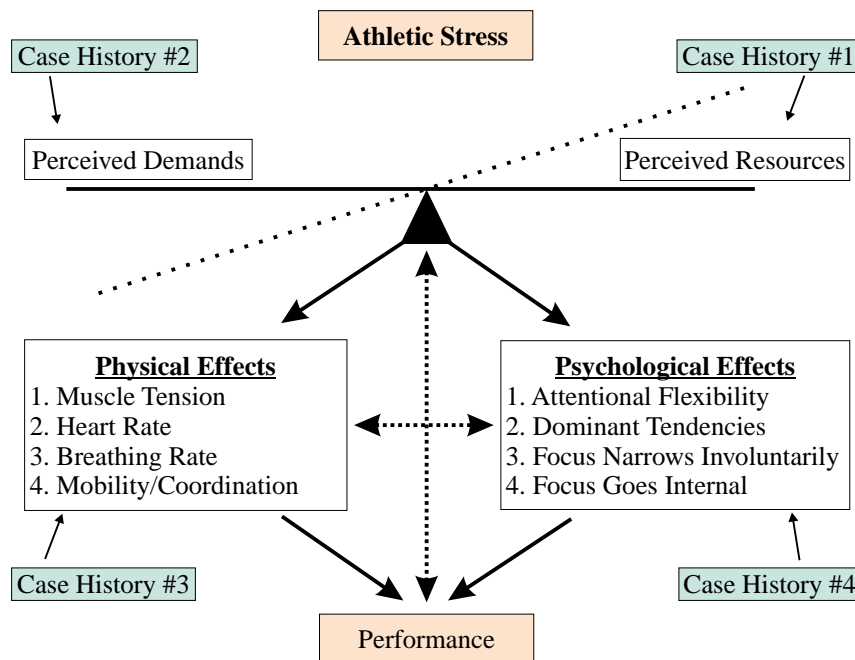 Athletic Stress
Case History #2
Case History #1
Perceived Demands
Perceived Resources
Physical Effects
1. Muscle Tension
2. Heart Rate
3. Breathing Rate
4. Mobility/Coordination
Psychological Effects
1. Attentional Flexibility
2. Dominant Tendencies
3. Focus Narrows Involuntarily
4. Focus Goes Internal
Case History #3
Case History #4
Performance